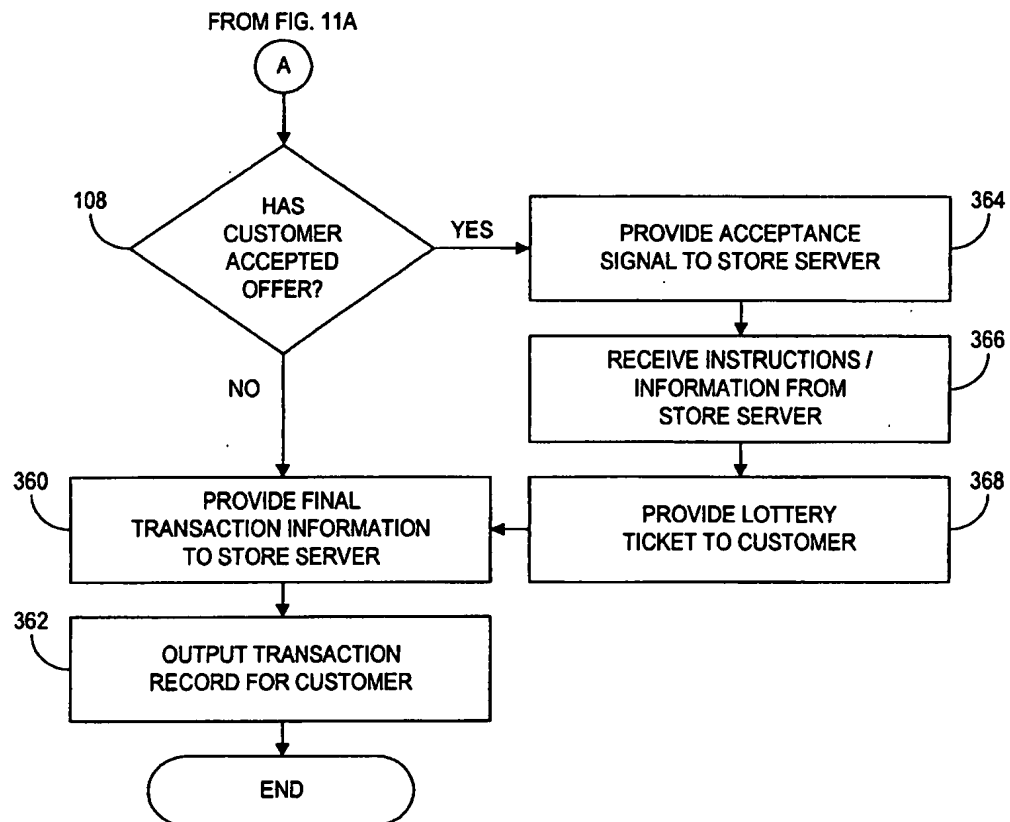 FROM FIG. 11A
A
108
HAS
CUSTOMER
ACCEPTED
OFFER?
YES
364
PROVIDE ACCEPTANCE
SIGNAL TO STORE SERVER
366
RECEIVE INSTRUCTIONS /
INFORMATION FROM
STORE SERVER
NO
360
PROVIDE FINAL
TRANSACTION INFORMATION
TO STORE SERVER
368
PROVIDE LOTTERY
TICKET TO CUSTOMER
362
OUTPUT TRANSACTION
RECORD FOR CUSTOMER
END